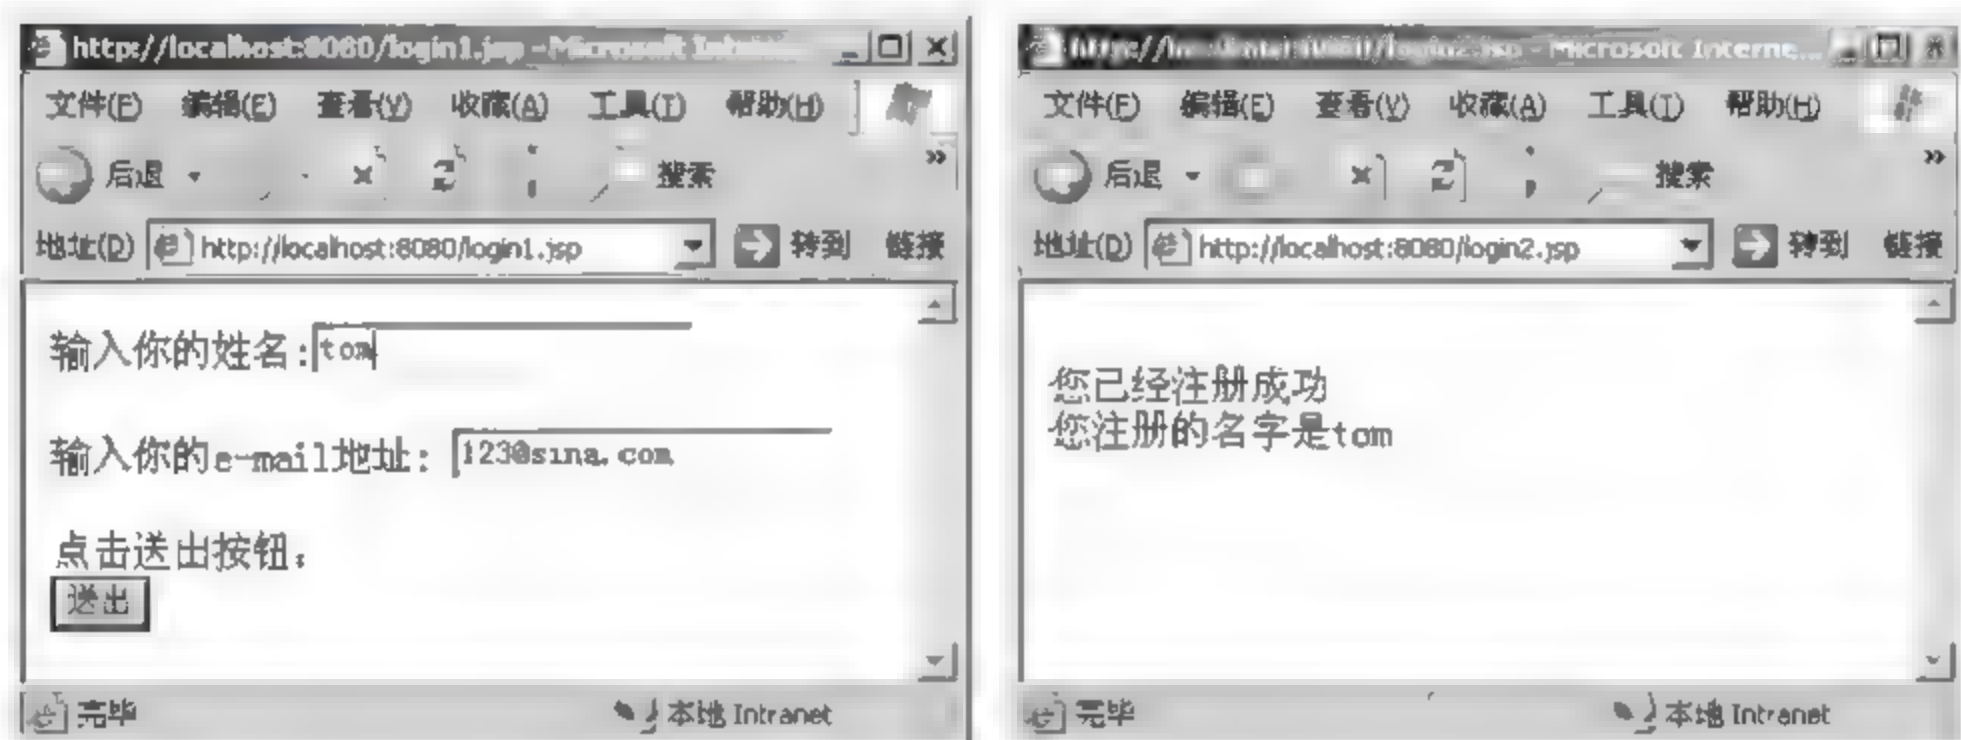 http://localhost:8080/login1.jsp - Microsoft
文件(F) 编辑(E) 查看(V) 收藏(A) 工具(T) 帮助(H)
后退 搜索 »
地址(D) http://localhost:8080/login1.jsp 转到 链接
输入你的姓名:tom
输入你的e-mail地址: 123@sina.com
点击送出按钮:
送出
完毕 本地 Intranet
Microsoft Interne...
文件(F) 编辑(E) 查看(V) 收藏(A) 工具(T) 帮助(H)
后退 搜索 »
地址(D) http://localhost:8080/login2.jsp 转到 链接
您已经注册成功
您注册的名字是tom
完毕 本地 Intranet